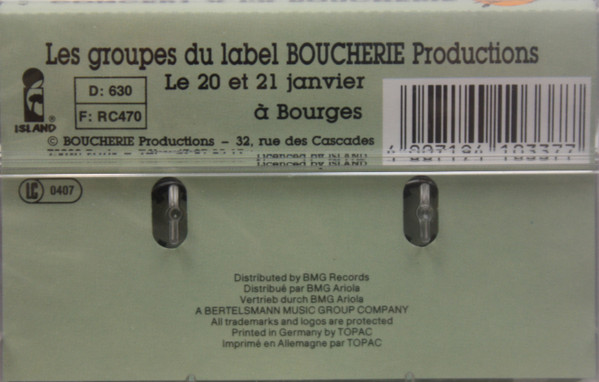 Les groupes du label BOUCHERIE Productions
Le 20 et 21 janvier
à Bourges
ISLAND
D: 630
F: RC470
© BOUCHERIE Productions – 32, rue des Cascades
Licenced by ISLAND
LC 0407
Distributed by BMG Records
Distribué par BMG Ariola
Vertrieb durch BMG Ariola
A BERTELSMANN MUSIC GROUP COMPANY
All trademarks and logos are protected
Printed in Germany by TOPAC
Imprimé en Allemagne par TOPAC